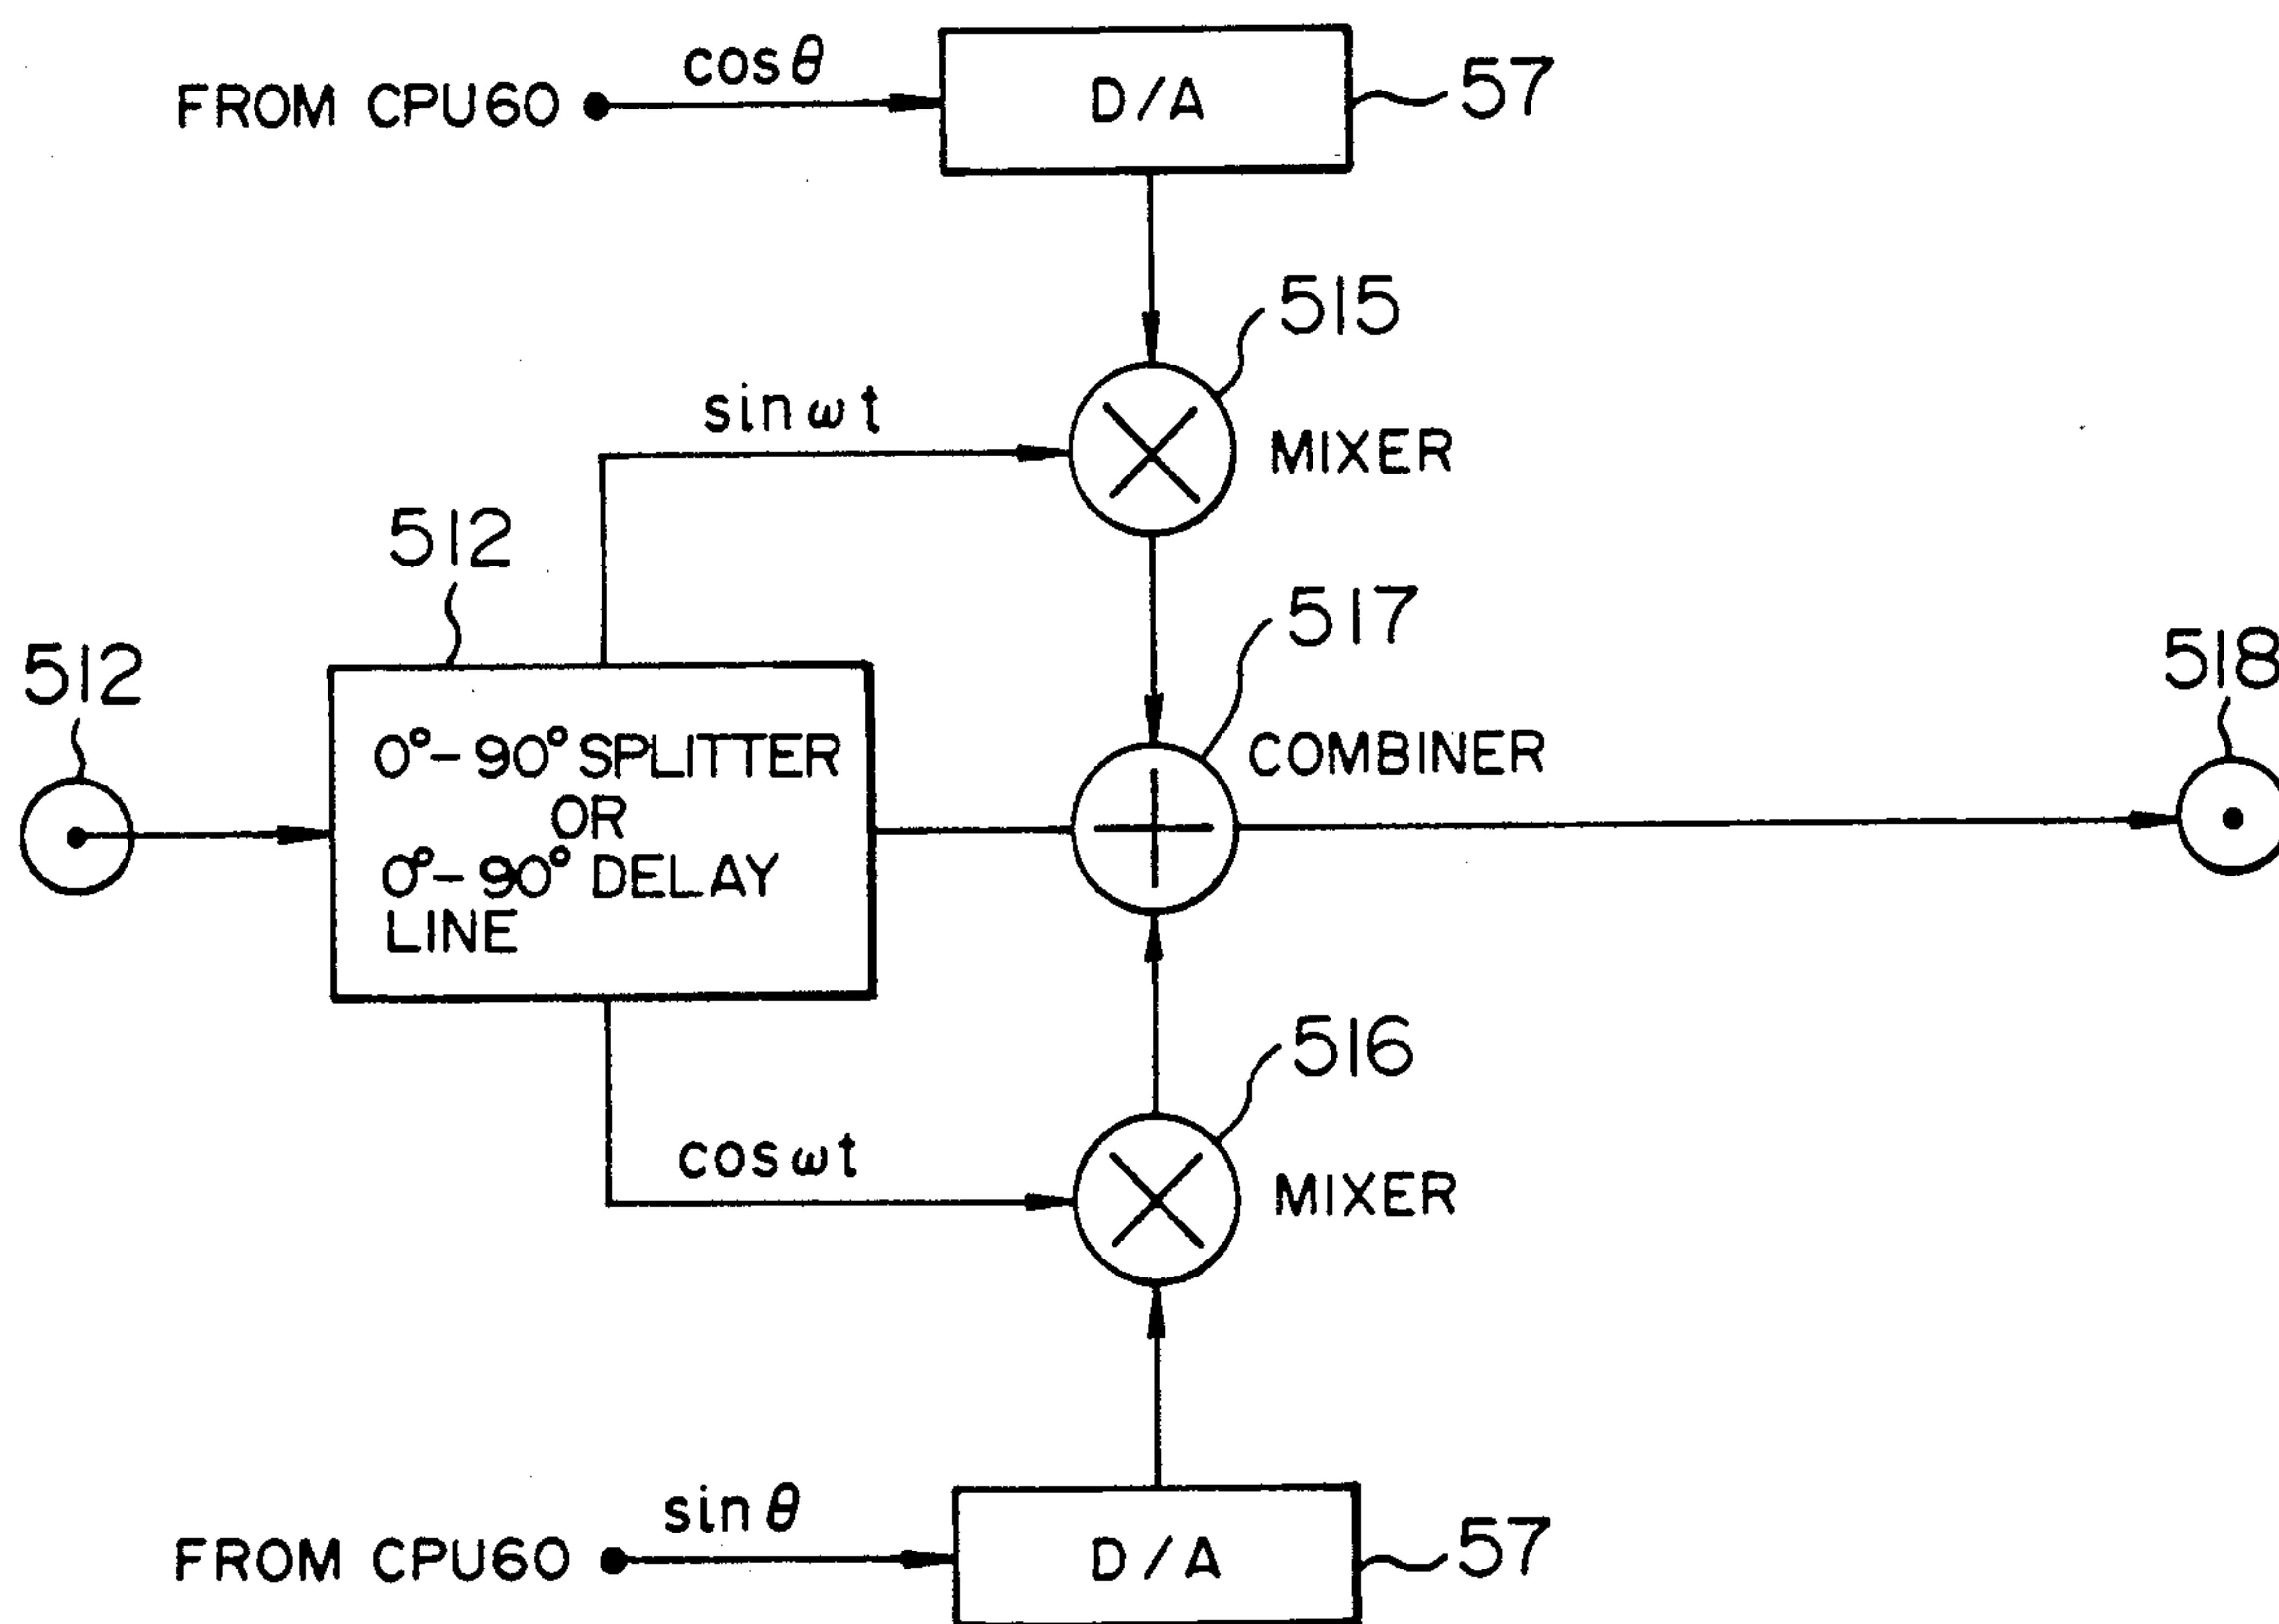 FROM CPU60
cosθ
D/A
57
515
sinωt
MIXER
512
517
512
518
0°-90° SPLITTER
OR
0°-90° DELAY
LINE
COMBINER
516
cosωt
MIXER
sinθ
FROM CPU60
D/A
57